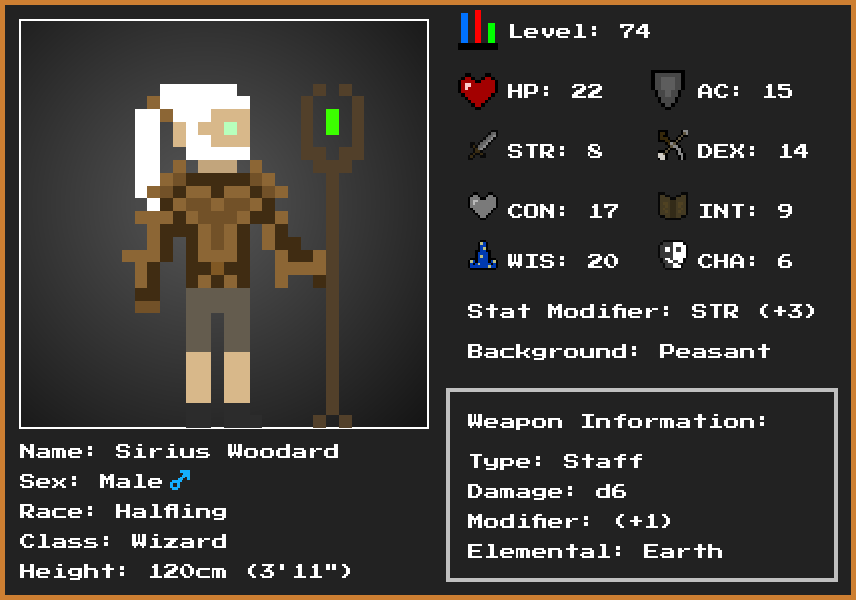 Level: 74
HP: 22
AC: 15
STR: 8
DEX: 14
CON: 17
INT: 9
WIS: 20
CHA: 6
Stat Modifier: STR (+3)
Background: Peasant
Weapon Information:
Type: Staff
Damage: d6
Modifier: (+1)
Elemental: Earth
Name: Sirius Woodard
Sex: Male♂
Race: Halfling
Class: Wizard
Height: 120cm (3'11")